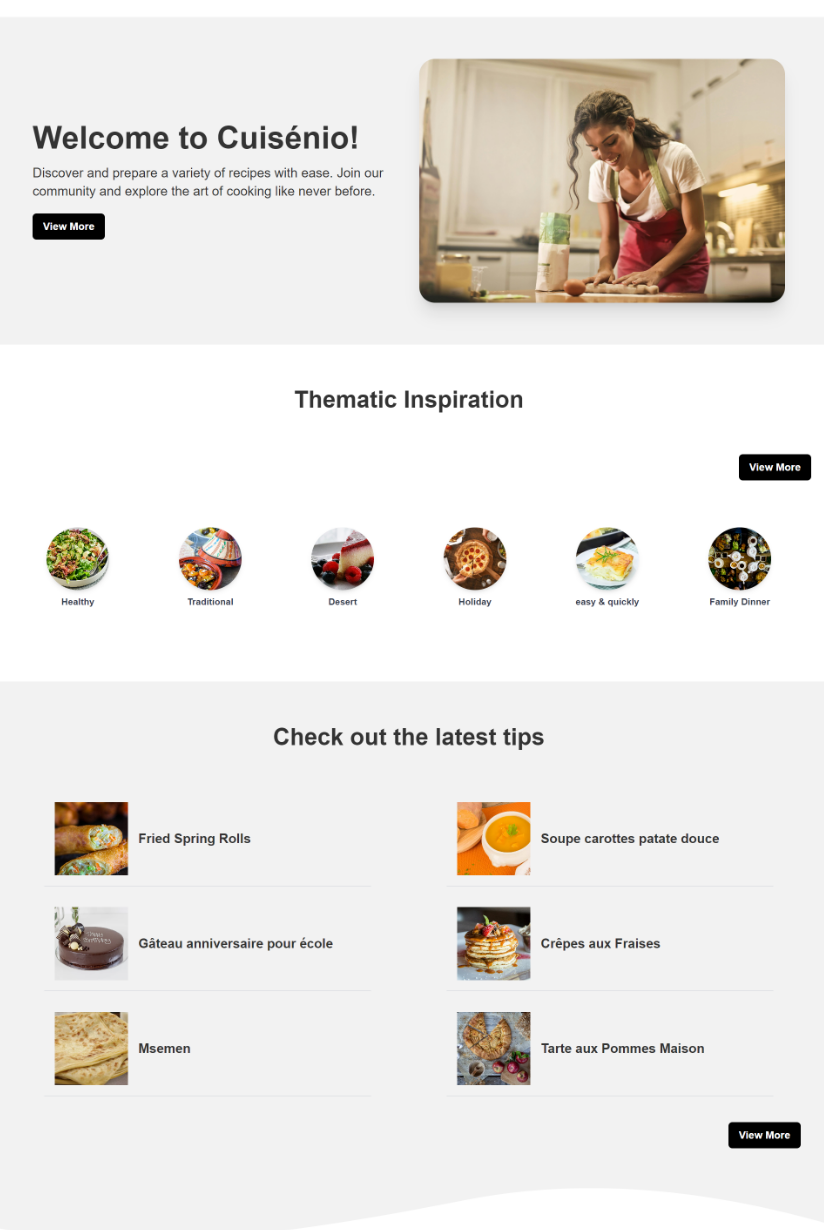 Welcome to Cuisénio!
Discover and prepare a variety of recipes with ease. Join our
community and explore the art of cooking like never before.
View More
Thematic Inspiration
View More
Healthy
Traditional
Desert
Holiday
easy & quickly
Family Dinner
Check out the latest tips
Fried Spring Rolls
Soupe carottes patate douce
Gâteau anniversaire pour école
Crêpes aux Fraises
Msemen
Tarte aux Pommes Maison
View More